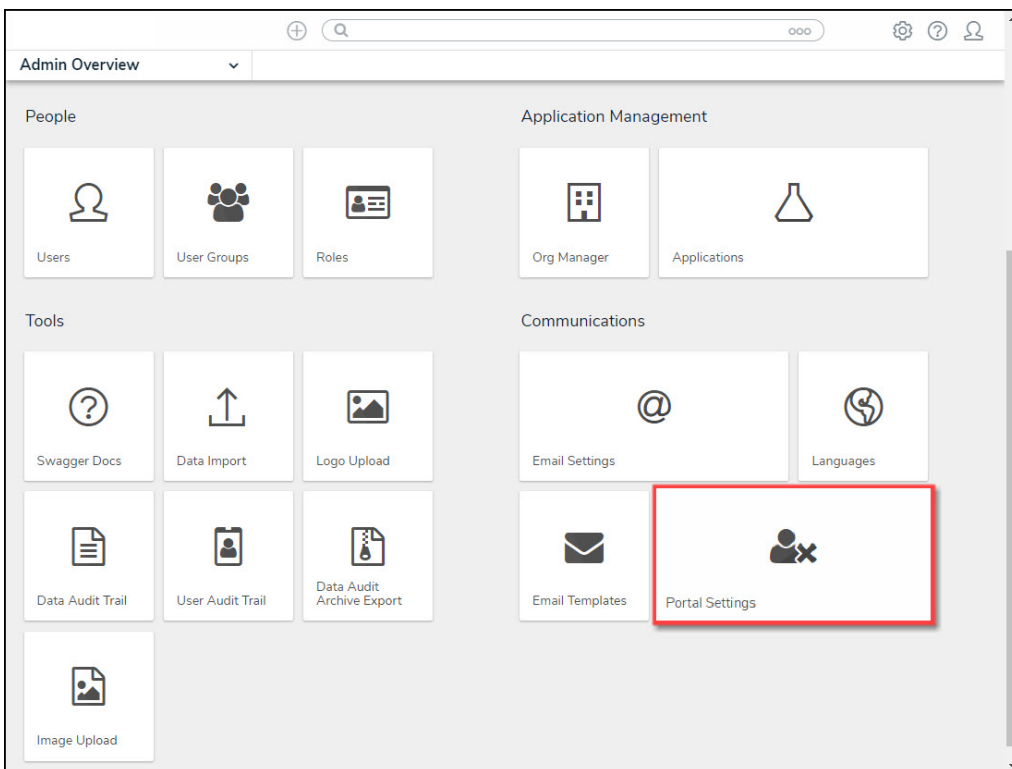 ooo
Admin Overview
People
Application Management
Users
User Groups
Roles
Org Manager
Applications
Tools
Communications
Swagger Docs
Data Import
Logo Upload
Email Settings
Languages
Data Audit Trail
User Audit Trail
Data Audit
Archive Export
Email Templates
Portal Settings
Image Upload